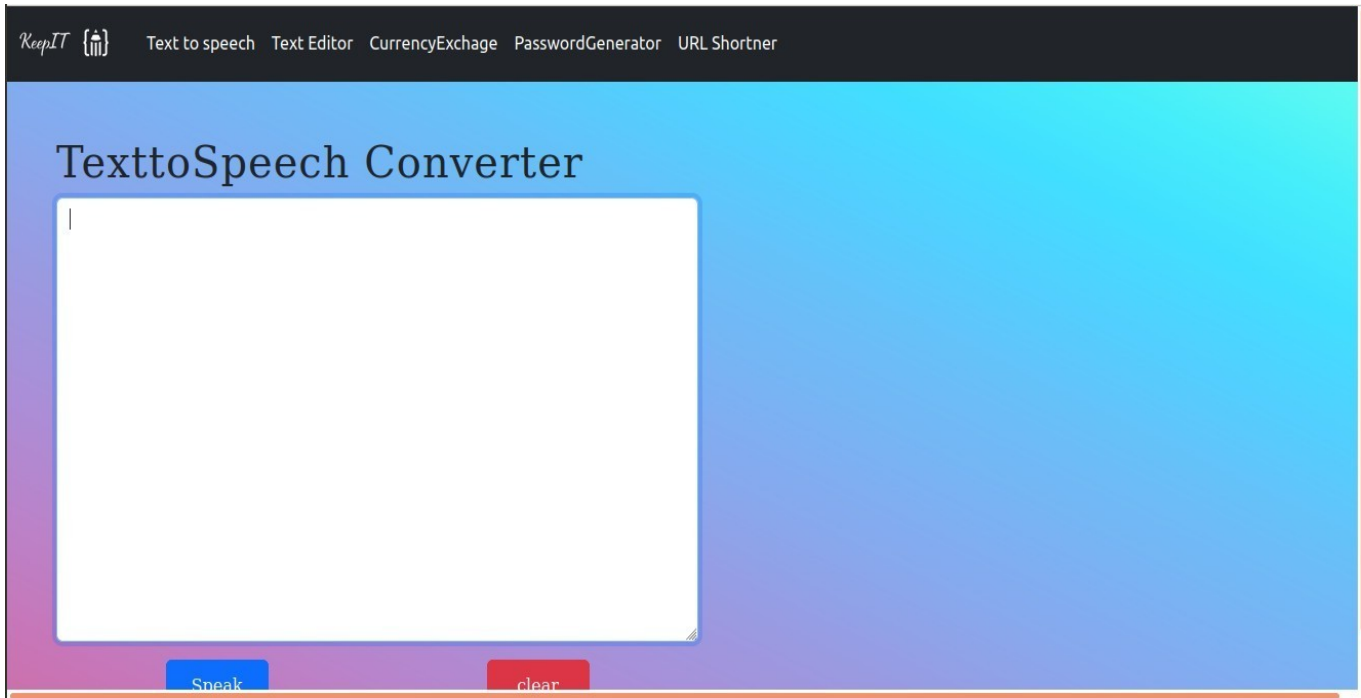 KeepIT Text to speech Text Editor CurrencyExchage PasswordGenerator URL Shortner
TexttoSpeech Converter
Speak clear